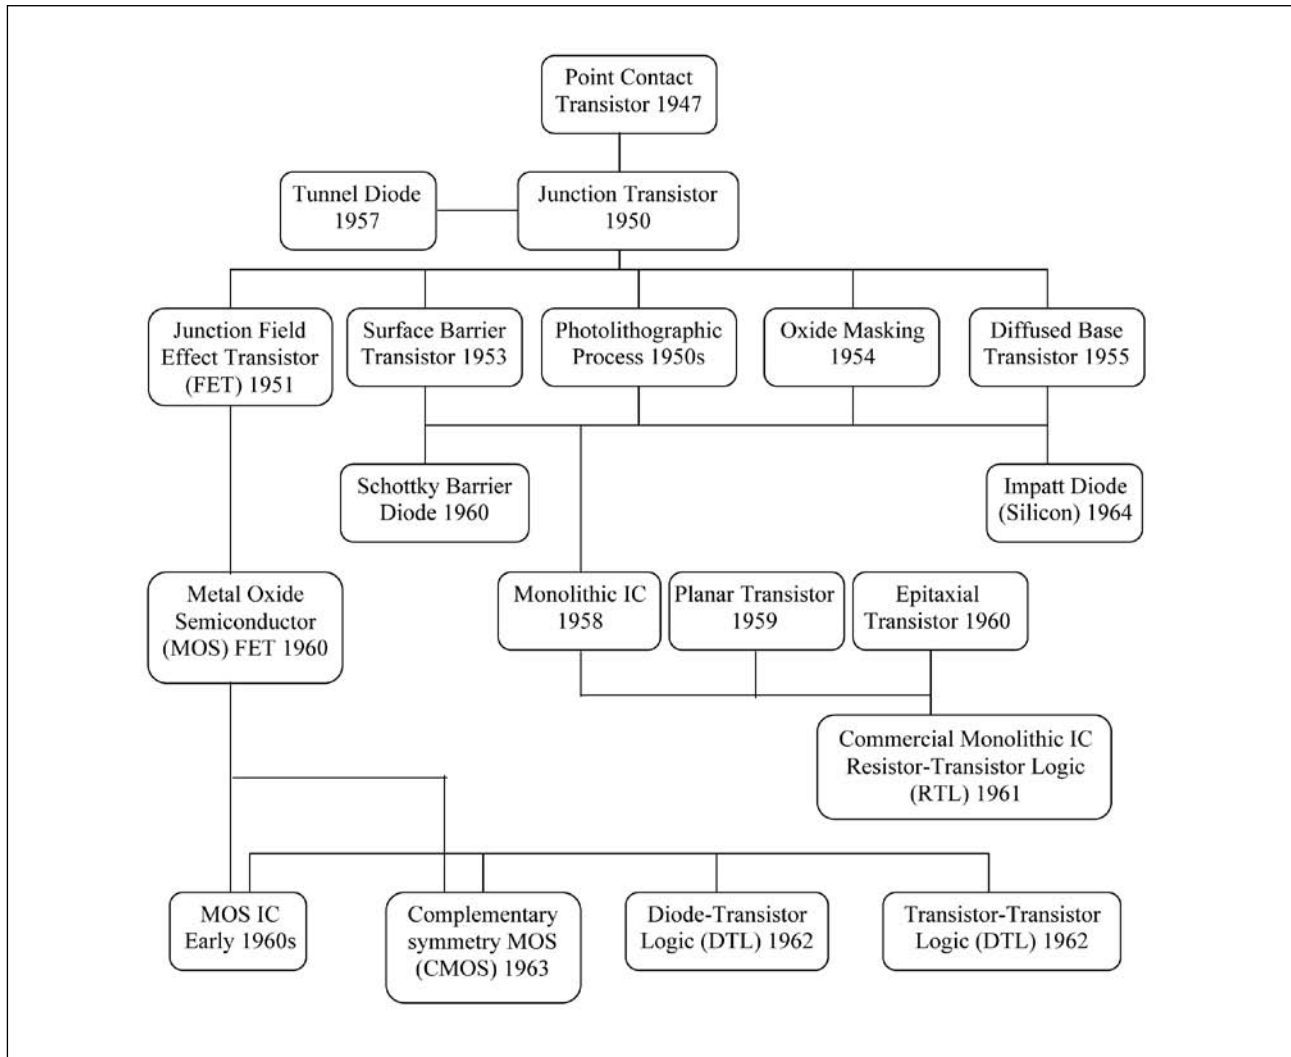 Point Contact
Transistor 1947
Tunnel Diode
1957
Junction Transistor
1950
Junction Field
Effect Transistor
(FET) 1951
Surface Barrier
Transistor 1953
Photolithographic
Process 1950s
Oxide Masking
1954
Diffused Base
Transistor 1955
Schottky Barrier
Diode 1960
Impatt Diode
(Silicon) 1964
Metal Oxide
Semiconductor
(MOS) FET 1960
Monolithic IC
1958
Planar Transistor
1959
Epitaxial
Transistor 1960
Commercial Monolithic IC
Resistor-Transistor Logic
(RTL) 1961
MOS IC
Early 1960s
Complementary
symmetry MOS
(CMOS) 1963
Diode-Transistor
Logic (DTL) 1962
Transistor-Transistor
Logic (DTL) 1962